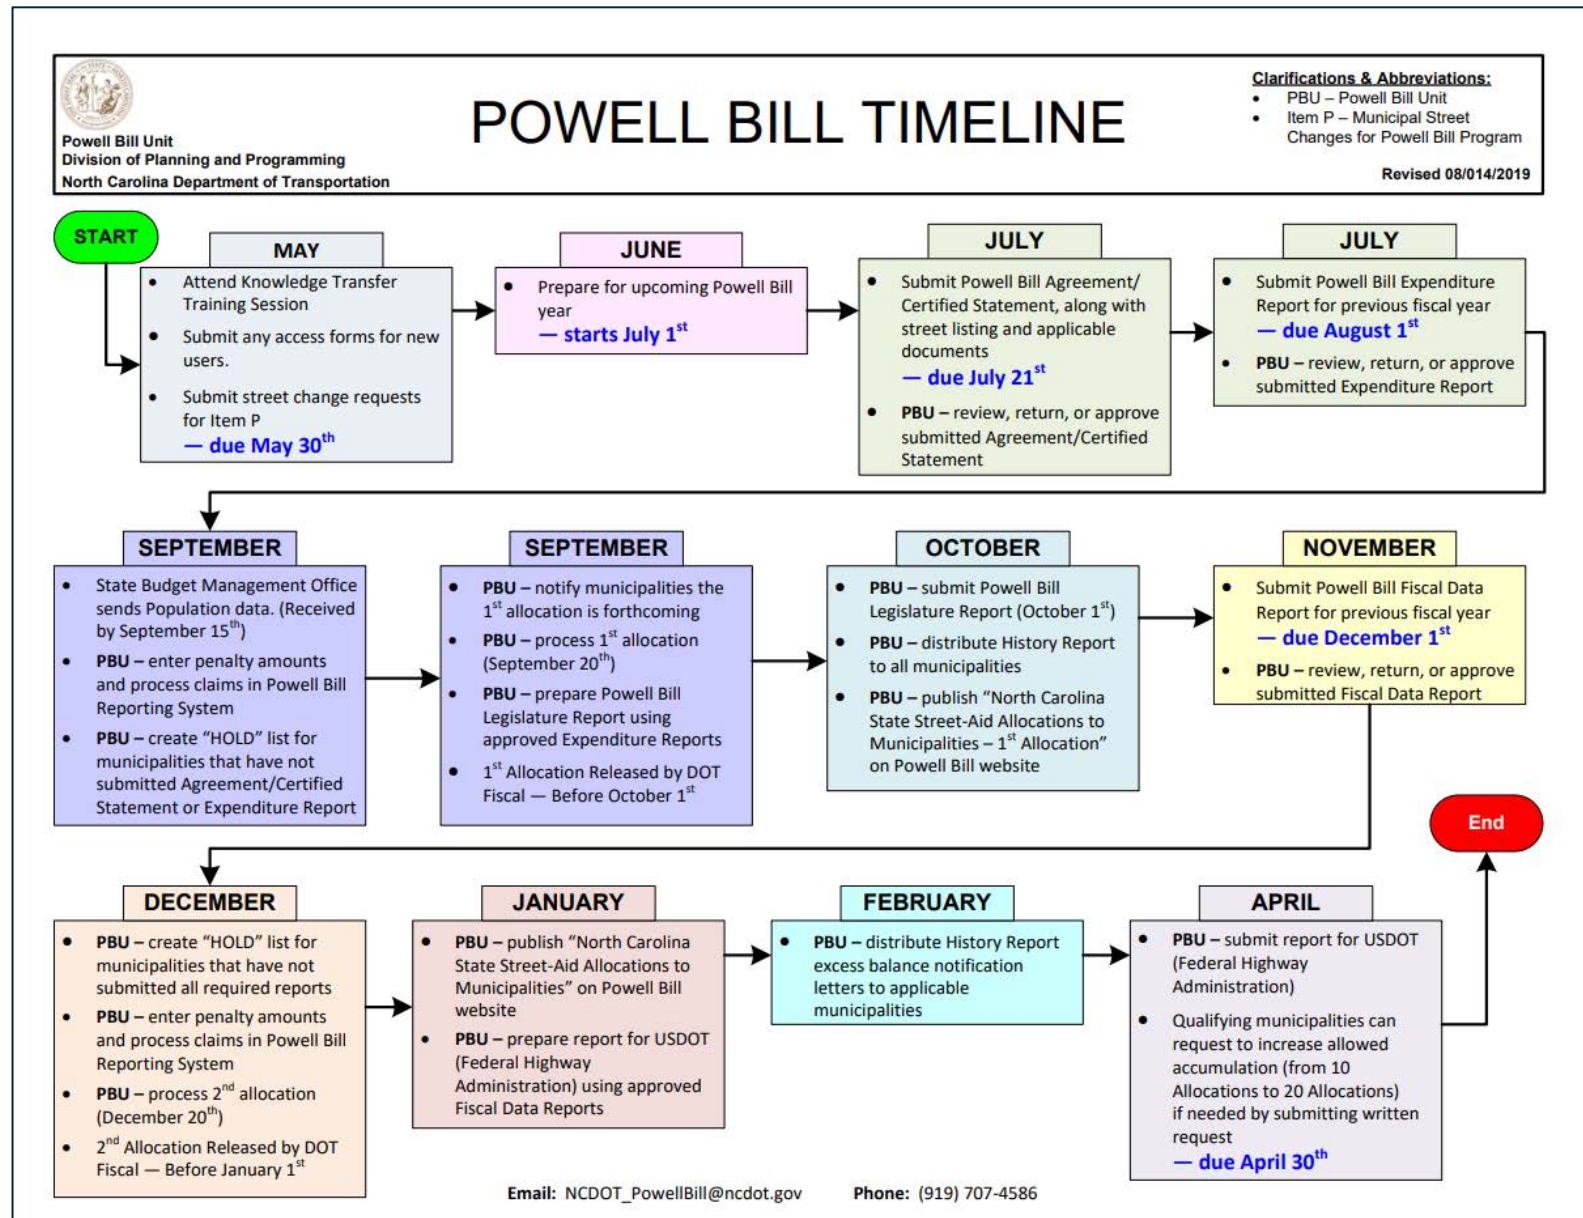 Powell Bill Unit
Division of Planning and Programming
North Carolina Department of Transportation
POWELL BILL TIMELINE
Clarifications & Abbreviations:
• PBU – Powell Bill Unit
• Item P – Municipal Street
Changes for Powell Bill Program
Revised 08/014/2019
START
MAY
• Attend Knowledge Transfer
Training Session
• Submit any access forms for new
users.
• Submit street change requests
for Item P
— due May 30th
JUNE
• Prepare for upcoming Powell Bill
year
— starts July 1st
JULY
• Submit Powell Bill Agreement/
Certified Statement, along with
street listing and applicable
documents
— due July 21st
• PBU – review, return, or approve
submitted Agreement/Certified
Statement
JULY
• Submit Powell Bill Expenditure
Report for previous fiscal year
— due August 1st
• PBU – review, return, or approve
submitted Expenditure Report
SEPTEMBER
• State Budget Management Office
sends Population data. (Received
by September 15th)
• PBU – enter penalty amounts
and process claims in Powell Bill
Reporting System
• PBU – create “HOLD” list for
municipalities that have not
submitted Agreement/Certified
Statement or Expenditure Report
SEPTEMBER
• PBU – notify municipalities the
1st allocation is forthcoming
• PBU – process 1st allocation
(September 20th)
• PBU – prepare Powell Bill
Legislature Report using
approved Expenditure Reports
• 1st Allocation Released by DOT
Fiscal — Before October 1st
OCTOBER
• PBU – submit Powell Bill
Legislature Report (October 1st)
• PBU – distribute History Report
to all municipalities
• PBU – publish “North Carolina
State Street-Aid Allocations to
Municipalities – 1st Allocation”
on Powell Bill website
NOVEMBER
• Submit Powell Bill Fiscal Data
Report for previous fiscal year
— due December 1st
• PBU – review, return, or approve
submitted Fiscal Data Report
End
DECEMBER
• PBU – create “HOLD” list for
municipalities that have not
submitted all required reports
• PBU – enter penalty amounts
and process claims in Powell Bill
Reporting System
• PBU – process 2nd allocation
(December 20th)
• 2nd Allocation Released by DOT
Fiscal — Before January 1st
JANUARY
• PBU – publish “North Carolina
State Street-Aid Allocations to
Municipalities” on Powell Bill
website
• PBU – prepare report for USDOT
(Federal Highway
Administration) using approved
Fiscal Data Reports
FEBRUARY
• PBU – distribute History Report
excess balance notification
letters to applicable
municipalities
APRIL
• PBU – submit report for USDOT
(Federal Highway
Administration)
• Qualifying municipalities can
request to increase allowed
accumulation (from 10
Allocations to 20 Allocations)
if needed by submitting written
request
— due April 30th
Email: NCDOT_PowellBill@ncdot.gov Phone: (919) 707-4586